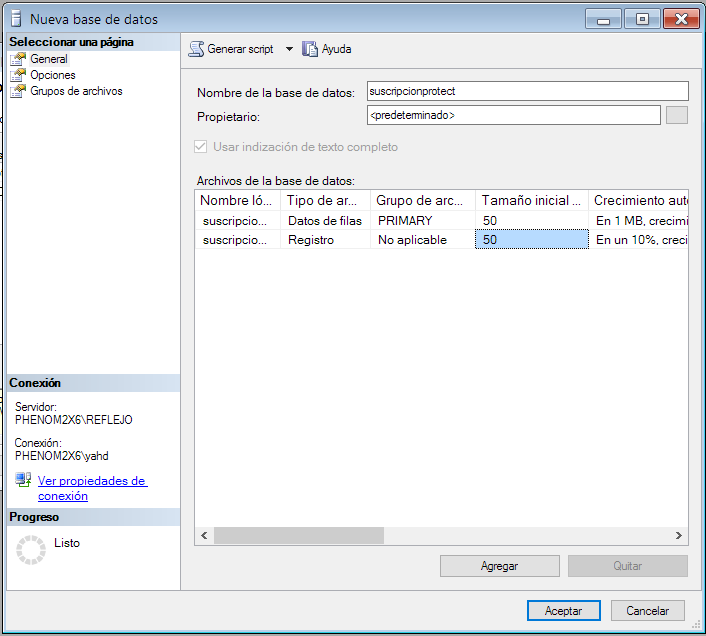 Nueva base de datos
Seleccionar una página
General
Opciones
Grupos de archivos
Generar script Ayuda
Nombre de la base de datos: suscripcionprotect
Propietario: <predeterminado>
Usar indización de texto completo
Archivos de la base de datos:
Nombre ló... Tipo de ar... Grupo de arc... Tamaño inicial ... Crecimiento auto
suscripcio... Datos de filas PRIMARY 50 En 1 MB, crecimi
suscripcio... Registro No aplicable 50 En un 10%, creci
Conexión
Servidor:
PHENOM2X6\REFLEJO
Conexión:
PHENOM2X6\yahd
Ver propiedades de
conexión
Progreso
Listo
Agregar Quitar
Aceptar Cancelar